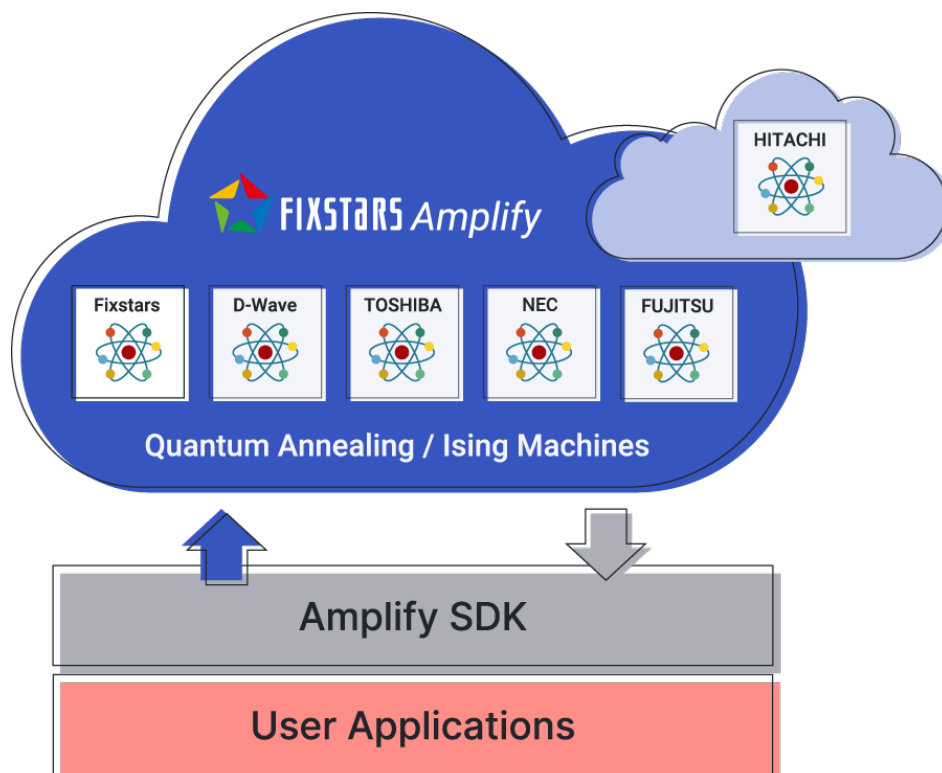 HITACHI
FIXSTARS Amplify
Fixstars
D-Wave
TOSHIBA
NEC
FUJITSU
Quantum Annealing / Ising Machines
Amplify SDK
User Applications